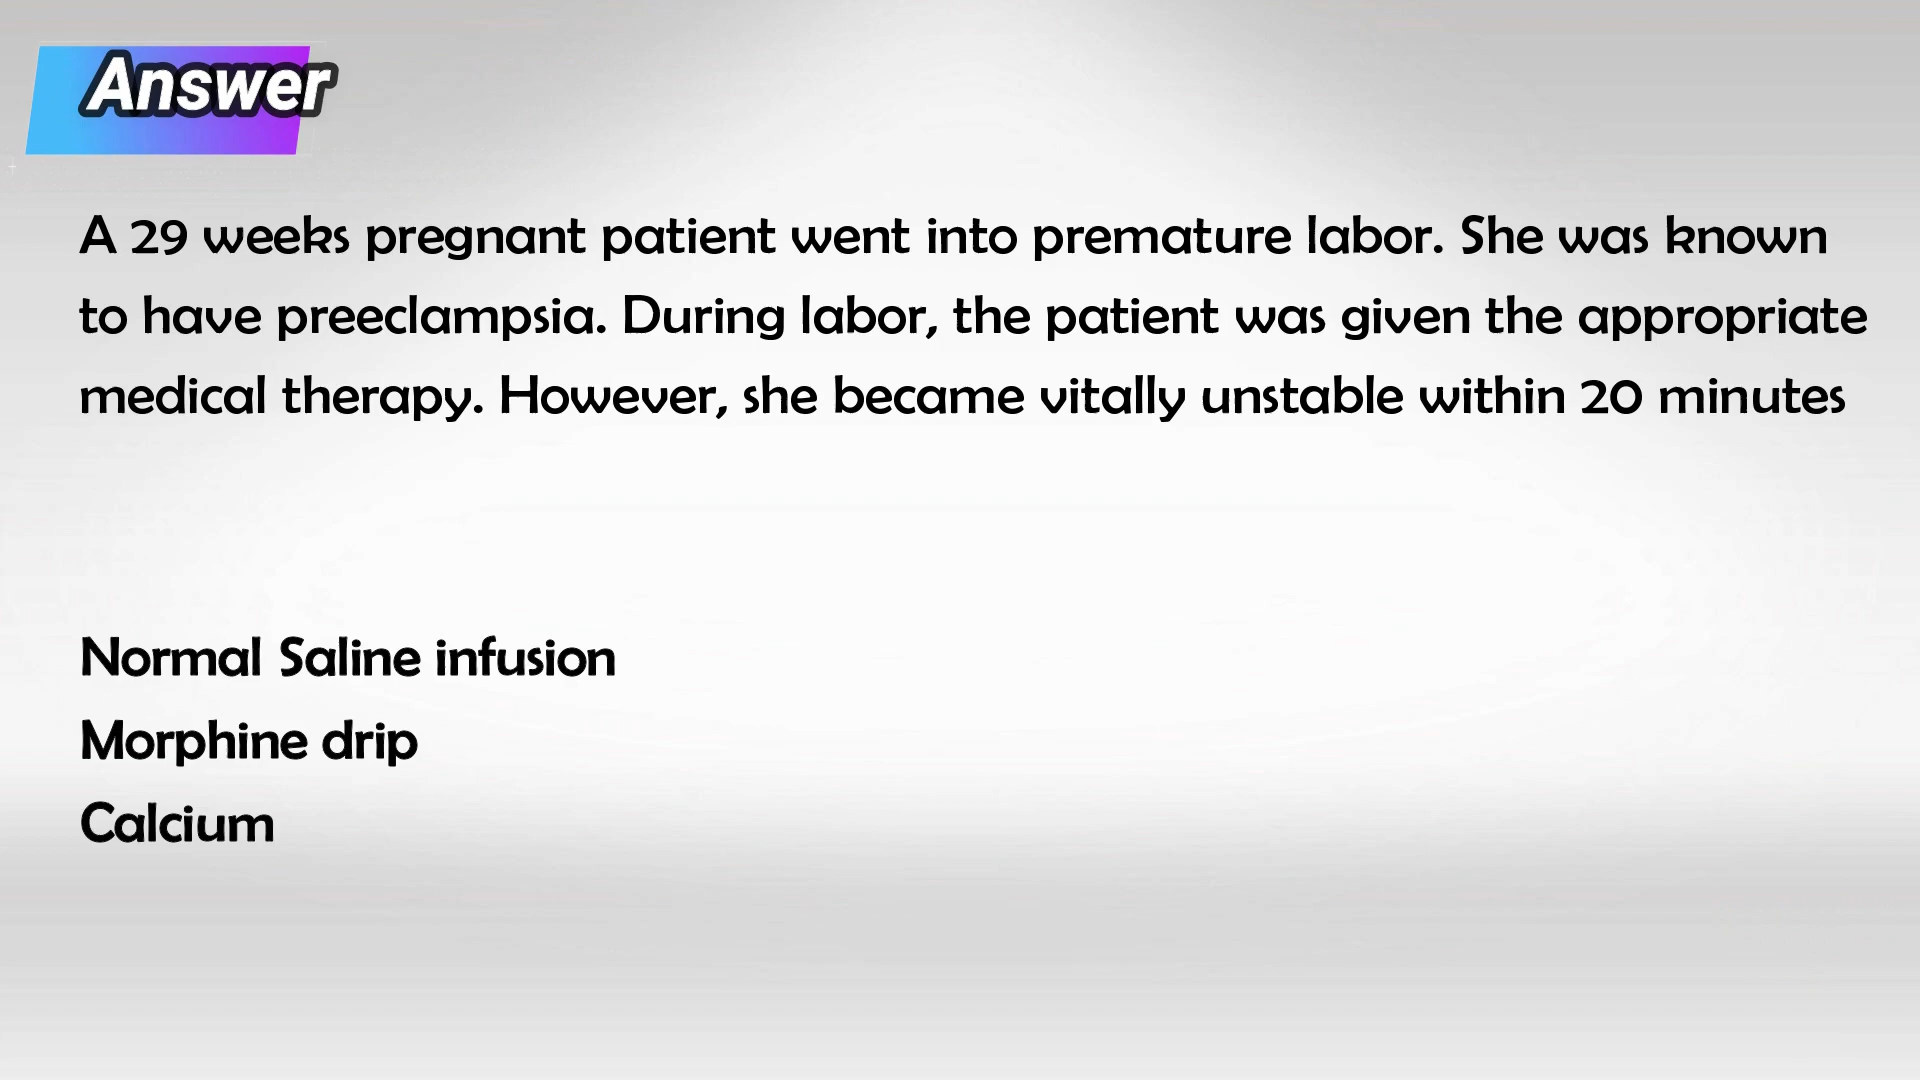 Answer
A 29 weeks pregnant patient went into premature labor. She was known
to have preeclampsia. During labor, the patient was given the appropriate
medical therapy. However, she became vitally unstable within 20 minutes
Normal Saline infusion
Morphine drip
Calcium